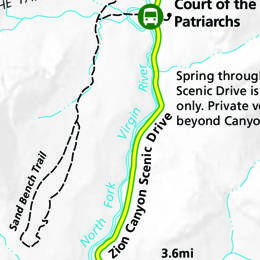 Court of the
Patriarchs
Spring through
Scenic Drive is
only. Private ve
beyond Canyo
North Fork Virgin River
Zion Canyon Scenic Drive
Sand Bench Trail
3.6mi